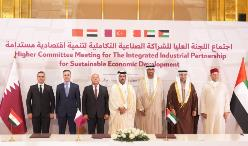 اجتماع اللجنة العليا للشراكة الصناعية التكاملية لتنمية اقتصادية مستدامة
Higher Committee Meeting for The Integrated Industrial Partnership
for Sustainable Economic Development